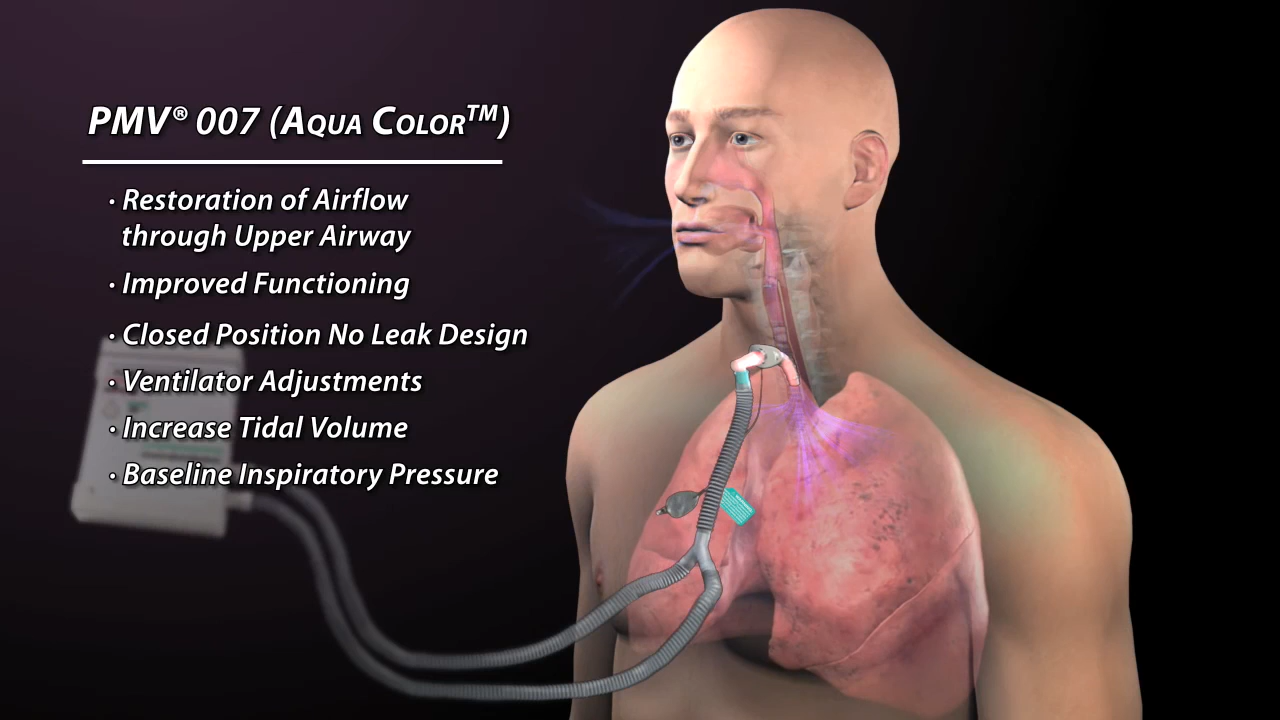 PMV® 007 (Aqua Color™)
· Restoration of Airflow
through Upper Airway
· Improved Functioning
· Closed Position No Leak Design
· Ventilator Adjustments
· Increase Tidal Volume
· Baseline Inspiratory Pressure